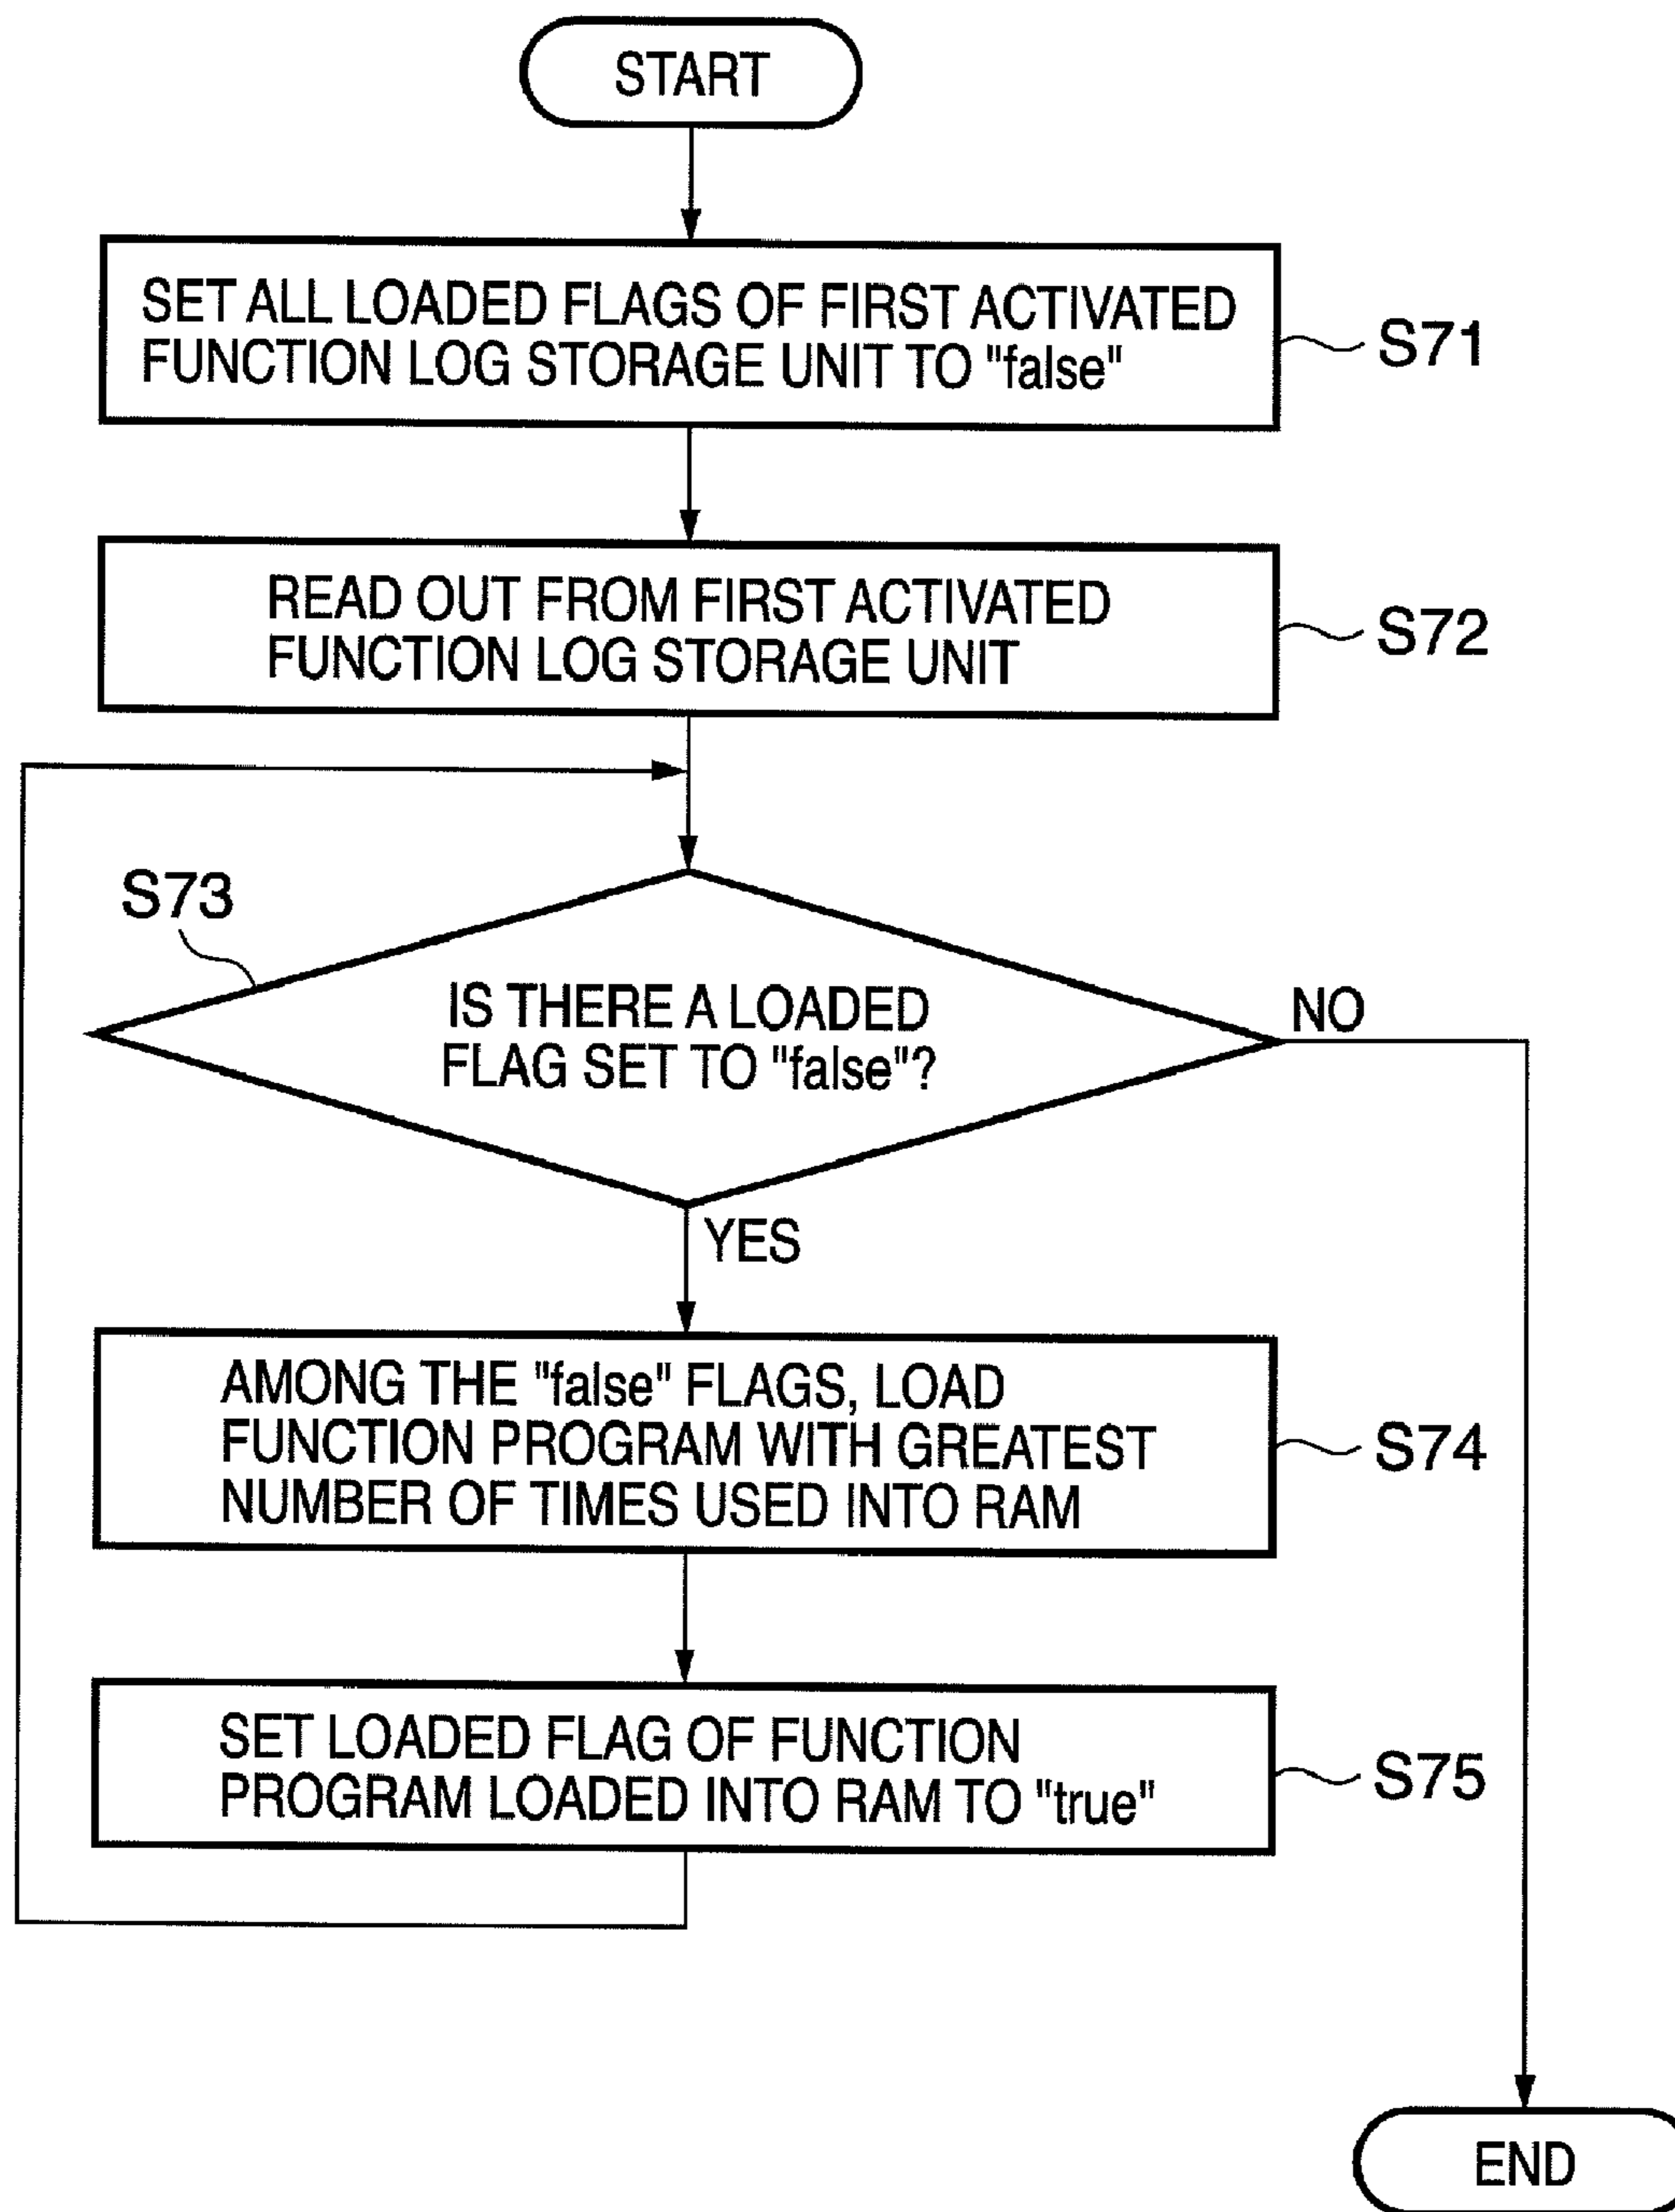 START
SET ALL LOADED FLAGS OF FIRST ACTIVATED
FUNCTION LOG STORAGE UNIT TO "false"
S71
READ OUT FROM FIRST ACTIVATED
FUNCTION LOG STORAGE UNIT
S72
S73
IS THERE A LOADED
FLAG SET TO "false"?
NO
YES
AMONG THE "false" FLAGS, LOAD
FUNCTION PROGRAM WITH GREATEST
NUMBER OF TIMES USED INTO RAM
S74
SET LOADED FLAG OF FUNCTION
PROGRAM LOADED INTO RAM TO "true"
S75
END